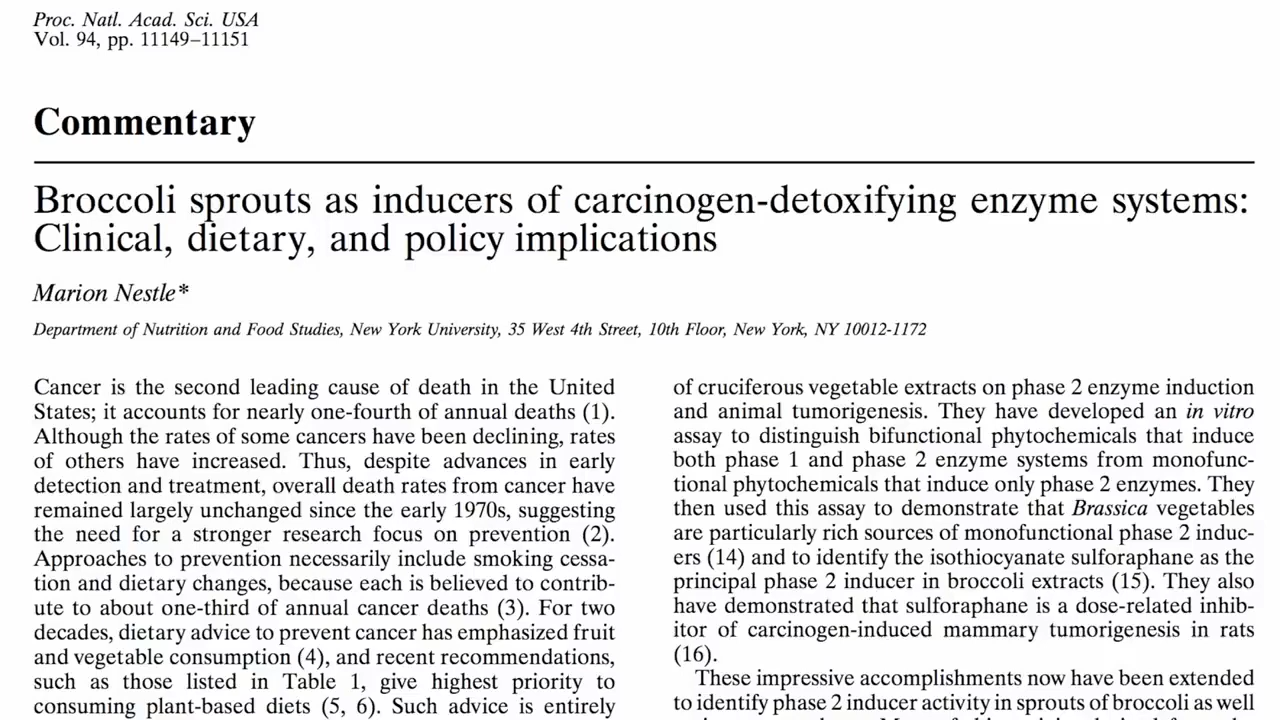 Proc. Natl. Acad. Sci. USA
Vol. 94, pp. 11149–11151
Commentary
Broccoli sprouts as inducers of carcinogen-detoxifying enzyme systems:
Clinical, dietary, and policy implications
Marion Nestle*
Department of Nutrition and Food Studies, New York University, 35 West 4th Street, 10th Floor, New York, NY 10012-1172
Cancer is the second leading cause of death in the United
States; it accounts for nearly one-fourth of annual deaths (1).
Although the rates of some cancers have been declining, rates
of others have increased. Thus, despite advances in early
detection and treatment, overall death rates from cancer have
remained largely unchanged since the early 1970s, suggesting
the need for a stronger research focus on prevention (2).
Approaches to prevention necessarily include smoking cessa-
tion and dietary changes, because each is believed to contrib-
ute to about one-third of annual cancer deaths (3). For two
decades, dietary advice to prevent cancer has emphasized fruit
and vegetable consumption (4), and recent recommendations,
such as those listed in Table 1, give highest priority to
consuming plant-based diets (5, 6). Such advice is entirely
of cruciferous vegetable extracts on phase 2 enzyme induction
and animal tumorigenesis. They have developed an in vitro
assay to distinguish bifunctional phytochemicals that induce
both phase 1 and phase 2 enzyme systems from monofunc-
tional phytochemicals that induce only phase 2 enzymes. They
then used this assay to demonstrate that Brassica vegetables
are particularly rich sources of monofunctional phase 2 induc-
ers (14) and to identify the isothiocyanate sulforaphane as the
principal phase 2 inducer in broccoli extracts (15). They also
have demonstrated that sulforaphane is a dose-related inhib-
itor of carcinogen-induced mammary tumorigenesis in rats
(16).
These impressive accomplishments now have been extended
to identify phase 2 inducer activity in sprouts of broccoli as well